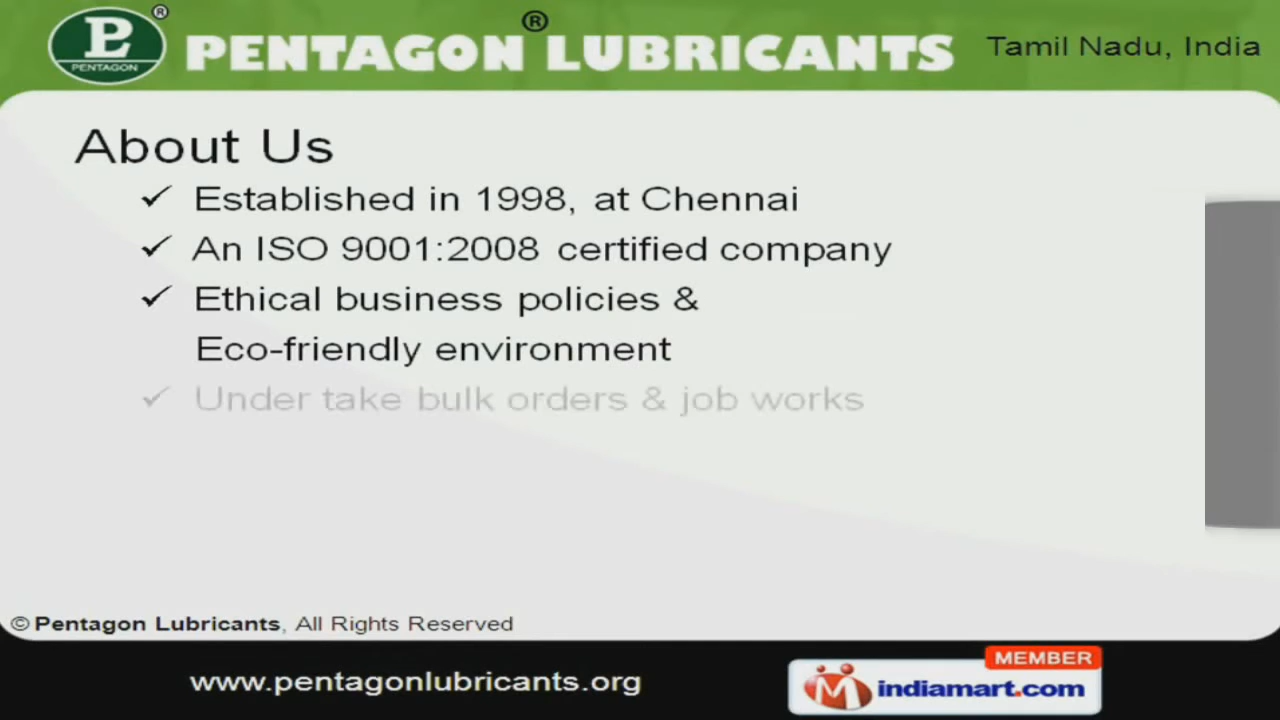 PENTAGON® LUBRICANTS
Tamil Nadu, India
P ®
PENTAGON
About Us
✓ Established in 1998, at Chennai
✓ An ISO 9001:2008 certified company
✓ Ethical business policies &
Eco-friendly environment
✓ Under take bulk orders & job works
© Pentagon Lubricants, All Rights Reserved
www.pentagonlubricants.org
MEMBER
indiamart.com